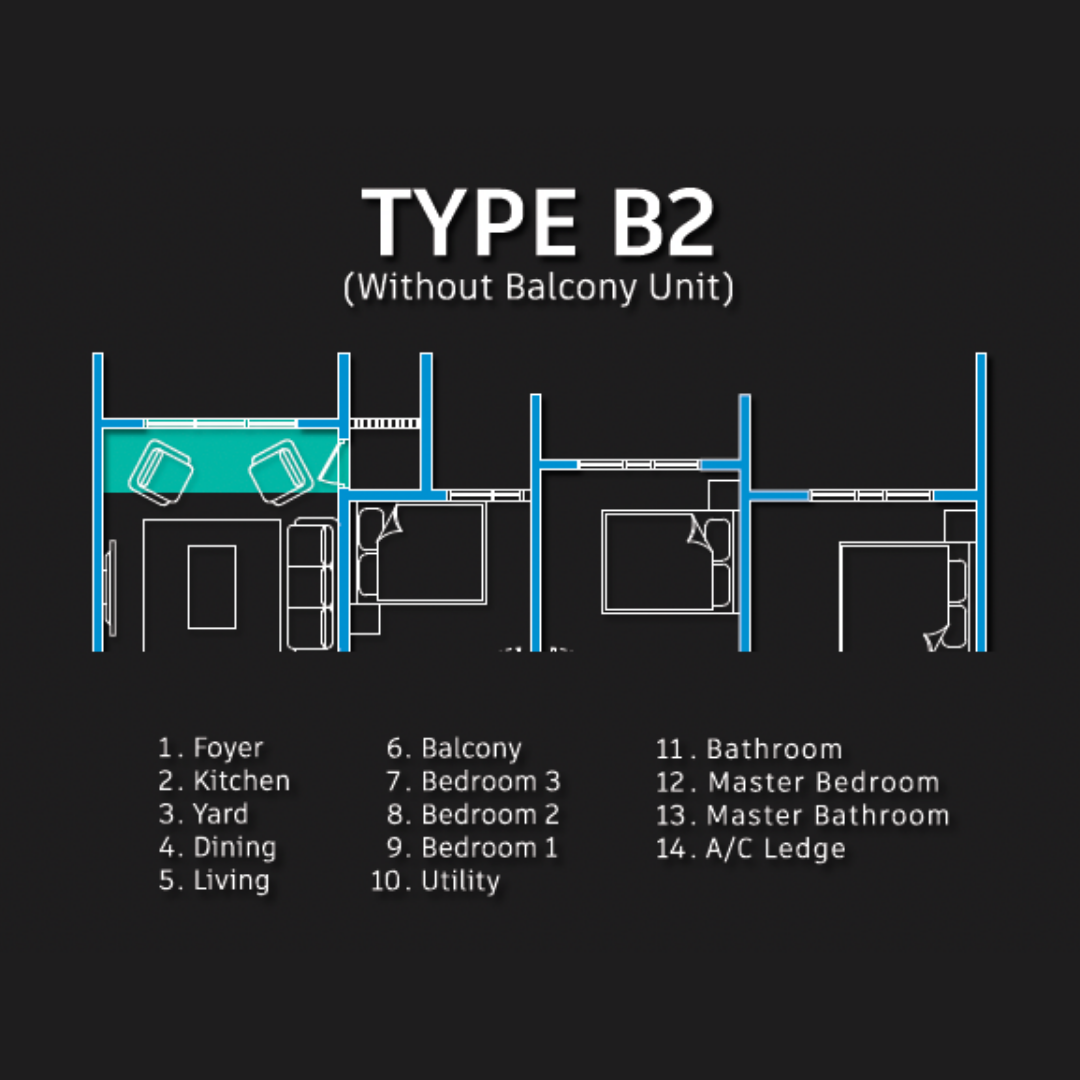 TYPE B2
(Without Balcony Unit)
1. Foyer
2. Kitchen
3. Yard
4. Dining
5. Living
6. Balcony
7. Bedroom 3
8. Bedroom 2
9. Bedroom 1
10. Utility
11. Bathroom
12. Master Bedroom
13. Master Bathroom
14. A/C Ledge